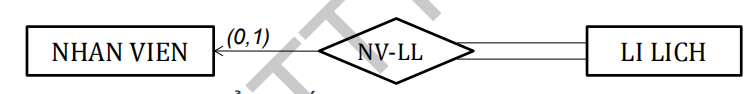 (0,1)
NHAN VIEN
NV-LL
LI LICH